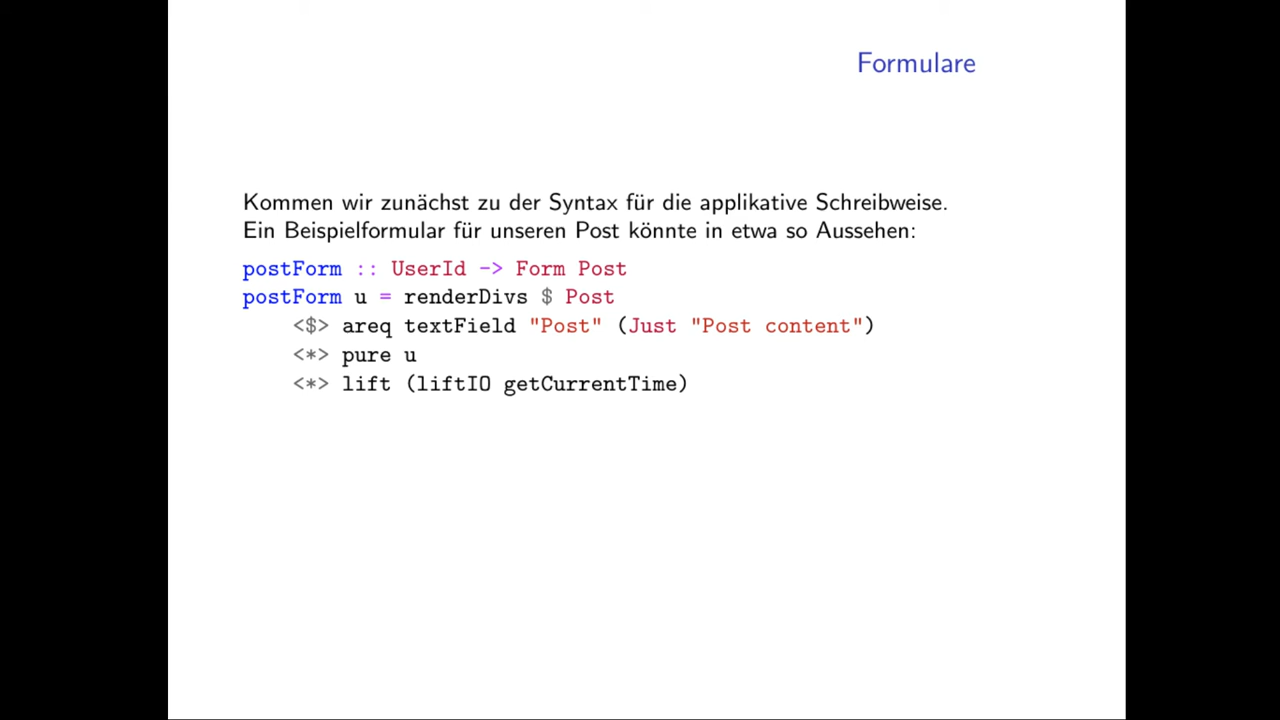 Formulare
Kommen wir zunächst zu der Syntax für die applikative Schreibweise.
Ein Beispielformular für unseren Post könnte in etwa so Aussehen:
postForm :: UserId -> Form Post
postForm u = renderDivs $ Post
    <$> areq textField "Post" (Just "Post content")
    <*> pure u
    <*> lift (liftIO getCurrentTime)